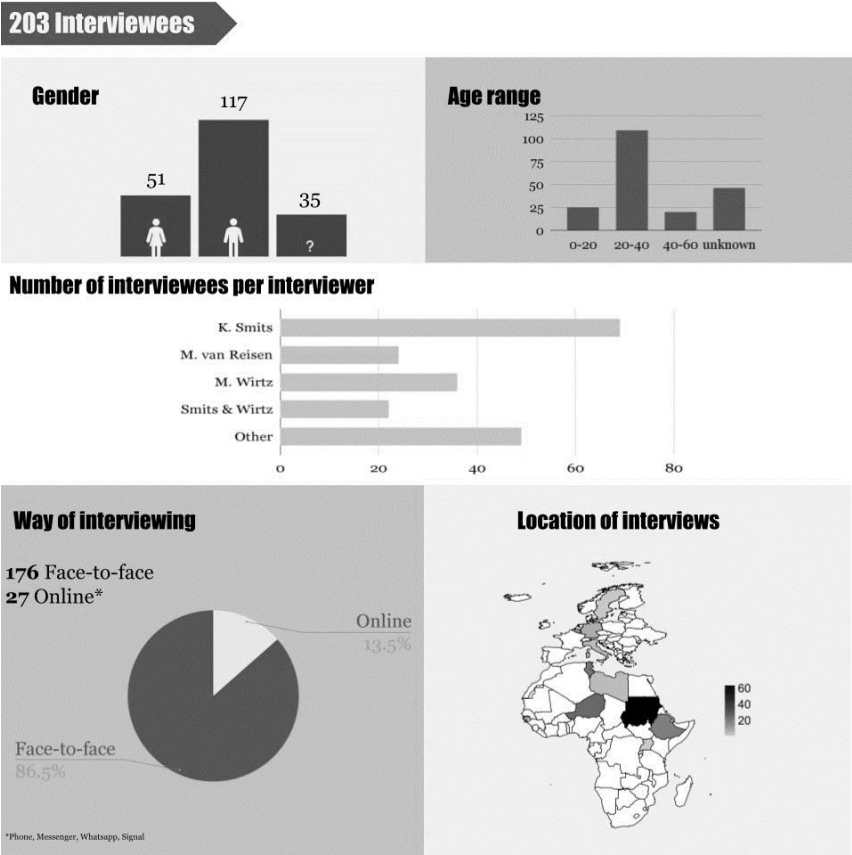 203 Interviewees
Gender
51
117
35
?
Age range
125
100
75
50
25
0
0-20 20-40 40-60 unknown
Number of interviewees per interviewer
K. Smits
M. van Reisen
M. Wirtz
Smits & Wirtz
Other
0 20 40 60 80
Way of interviewing
176 Face-to-face
27 Online*
Online
13.5%
Face-to-face
86.5%
*Phone, Messenger, Whatsapp, Signal
Location of interviews
60
40
20